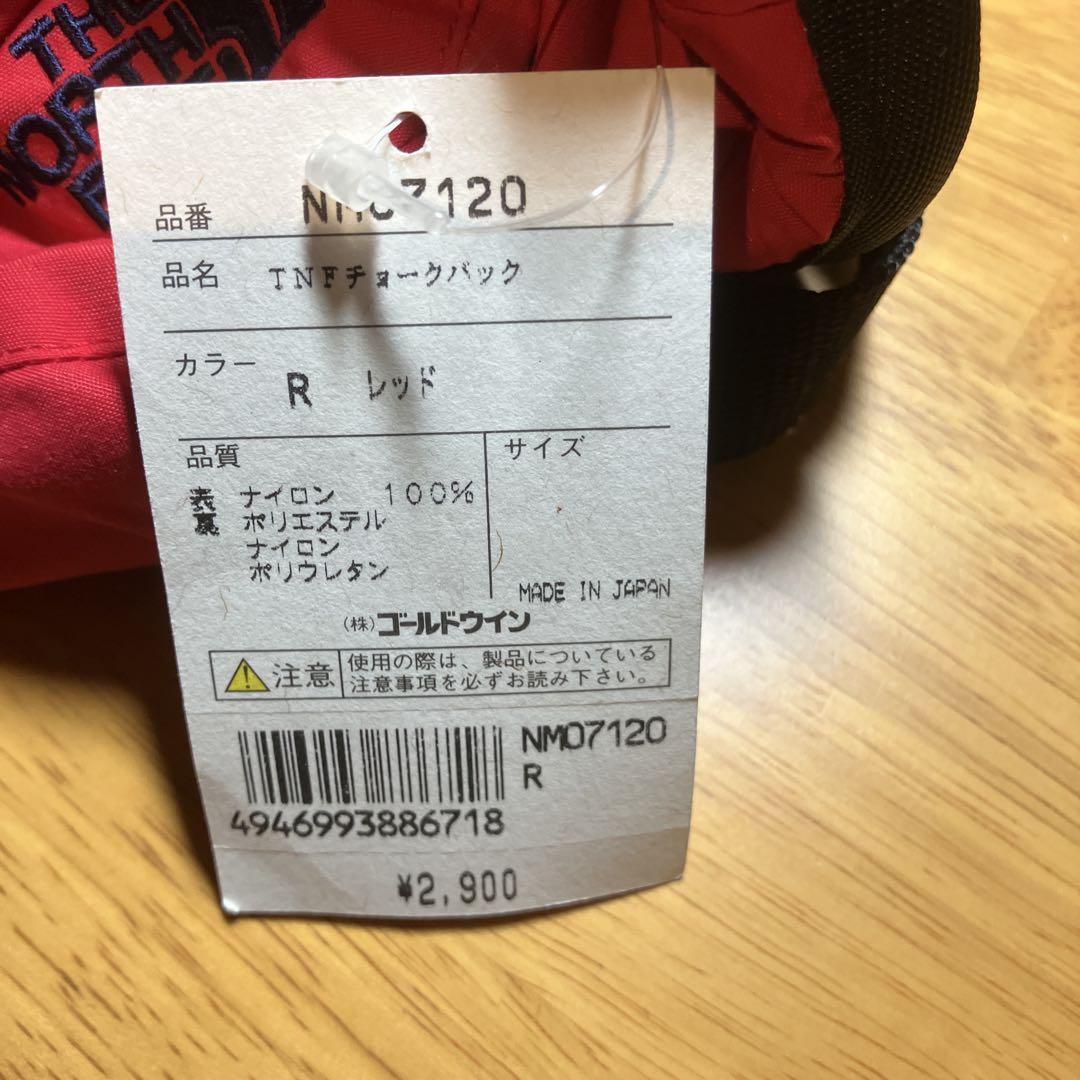 THE
NORTH
品番 NM07120
品名 TNFチョークバック
カラー R レッド
品質 サイズ
表 ナイロン 100%
裏 ポリエステル
ナイロン
ポリウレタン
MADE IN JAPAN
(株)ゴールドウイン
注意 使用の際は、製品についている
注意事項を必ずお読み下さい。
NM07120
R
4946993886718
¥2,900